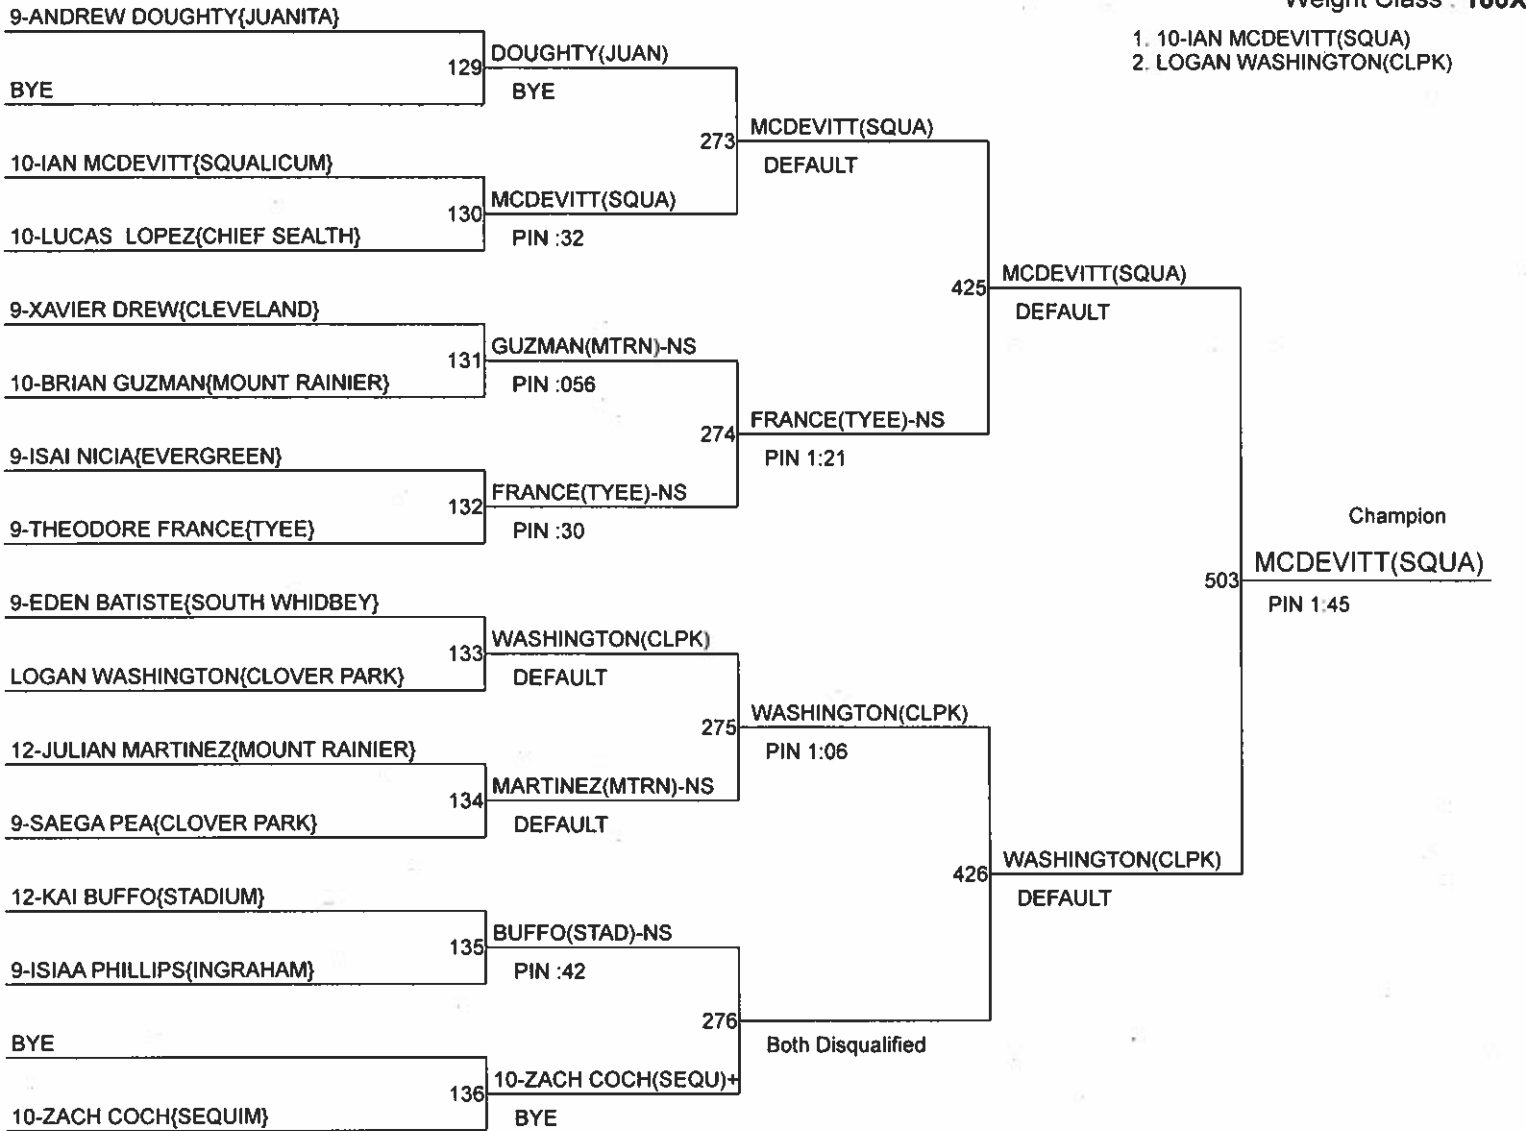 Weight Class :
1. 10-IAN MCDEVITT(SQUA)
2. LOGAN WASHINGTON(CLPK)
9-ANDREW DOUGHTY{JUANITA}
BYE
129
DOUGHTY(JUAN)
BYE
10-IAN MCDEVITT{SQUALICUM}
10-LUCAS LOPEZ{CHIEF SEALTH}
130
MCDEVITT(SQUA)
PIN :32
273
MCDEVITT(SQUA)
DEFAULT
9-XAVIER DREW{CLEVELAND}
10-BRIAN GUZMAN{MOUNT RAINIER}
131
GUZMAN(MTRN)-NS
PIN :056
9-ISAI NICIA{EVERGREEN}
9-THEODORE FRANCE{TYEE}
132
FRANCE(TYEE)-NS
PIN :30
274
FRANCE(TYEE)-NS
PIN 1:21
425
MCDEVITT(SQUA)
DEFAULT
9-EDEN BATISTE{SOUTH WHIDBEY}
LOGAN WASHINGTON{CLOVER PARK}
133
WASHINGTON(CLPK)
DEFAULT
12-JULIAN MARTINEZ{MOUNT RAINIER}
9-SAEGA PEA{CLOVER PARK}
134
MARTINEZ(MTRN)-NS
DEFAULT
275
WASHINGTON(CLPK)
PIN 1:06
12-KAI BUFFO{STADIUM}
9-ISIAA PHILLIPS{INGRAHAM}
135
BUFFO(STAD)-NS
PIN :42
BYE
10-ZACH COCH{SEQUIM}
136
10-ZACH COCH(SEQU)+
BYE
276
Both Disqualified
426
WASHINGTON(CLPK)
DEFAULT
503
Champion
MCDEVITT(SQUA)
PIN 1:45